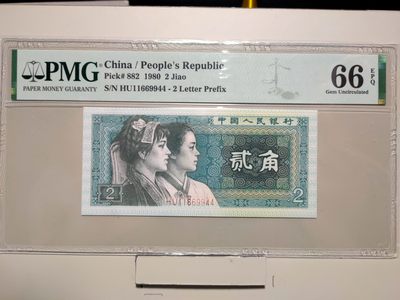 PMG
PAPER MONEY GUARANTY
China / People's Republic
Pick# 882 1980 2 Jiao
S/N HU11669944 - 2 Letter Prefix
66 EPQ
Gem Uncirculated
中国人民银行
贰角
2
2
HU11669944